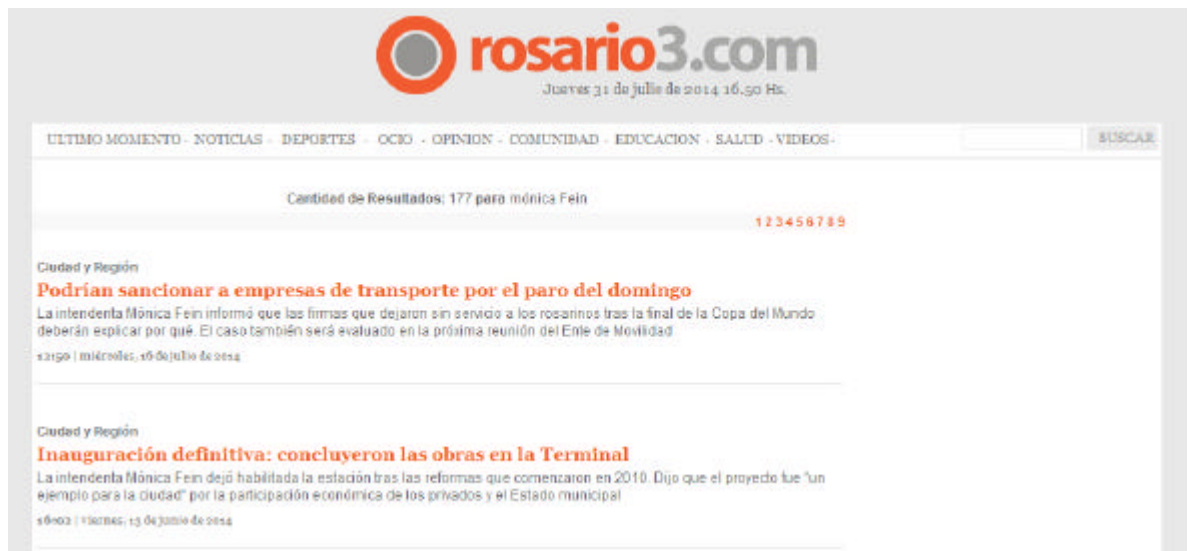 rosario3.com
Jueves 31 de julio de 2014 16.50 Hs.
ULTIMO MOMENTO - NOTICIAS - DEPORTES - OCIO - OPINION - COMUNIDAD - EDUCACION - SALUD - VIDEOS -
BUSCAR
Cantidad de Resultados: 177 para mónica Fein
1 2 3 4 5 6 7 8 9
Ciudad y Región
Podrían sancionar a empresas de transporte por el paro del domingo
La intendenta Mónica Fein informó que las firmas que dejaron sin servicio a los rosarinos tras la final de la Copa del Mundo
deberán explicar por qué. El caso también será evaluado en la próxima reunión del Ente de Movilidad
| miércoles, 16 de julio de 2014
Ciudad y Región
Inauguración definitiva: concluyeron las obras en la Terminal
La intendenta Mónica Fein dejó habilitada la estación tras las reformas que comenzaron en 2010. Dijo que el proyecto fue "un
ejemplo para la ciudad" por la participación económica de los privados y el Estado municipal
| viernes, 13 de junio de 2014